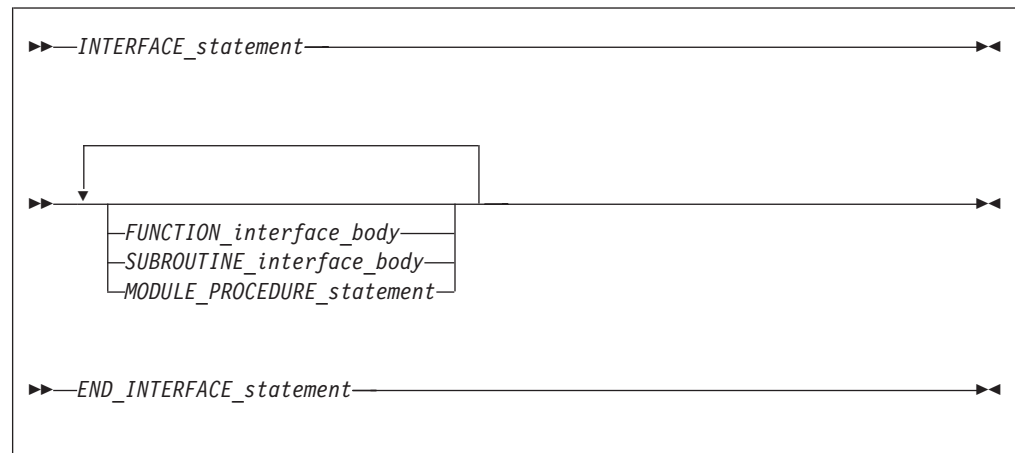 INTERFACE_statement
FUNCTION_interface_body
SUBROUTINE_interface_body
MODULE_PROCEDURE_statement
END_INTERFACE_statement